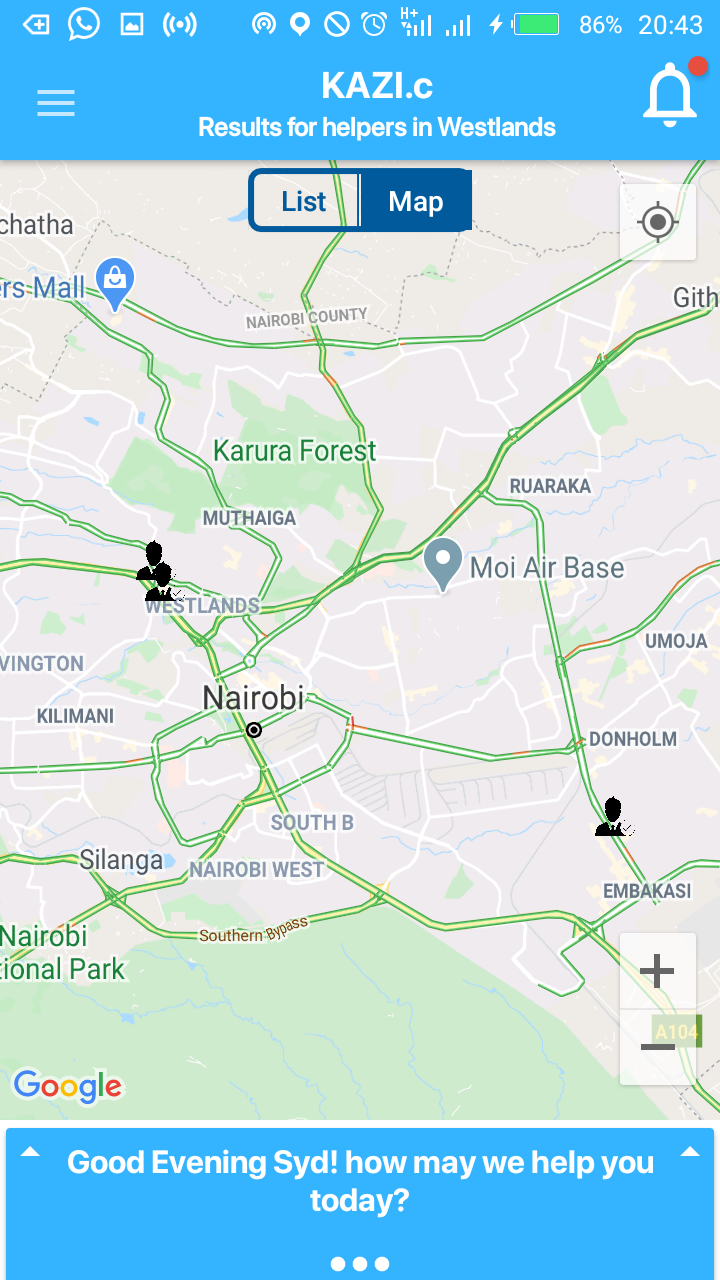 H+
86%
20:43
KAZI.c
Results for helpers in Westlands
List
Map
chatha
ers Mall
NAIROBI COUNTY
Gith
Karura Forest
RUARAKA
MUTHAIGA
Moi Air Base
WESTLANDS
UMOJA
VINGTON
Nairobi
KILIMANI
DONHOLM
SOUTH B
Silanga
NAIROBI WEST
EMBAKASI
Southern Bypass
Nairobi
tional Park
+
A104
−
Google
Good Evening Syd! how may we help you
today?